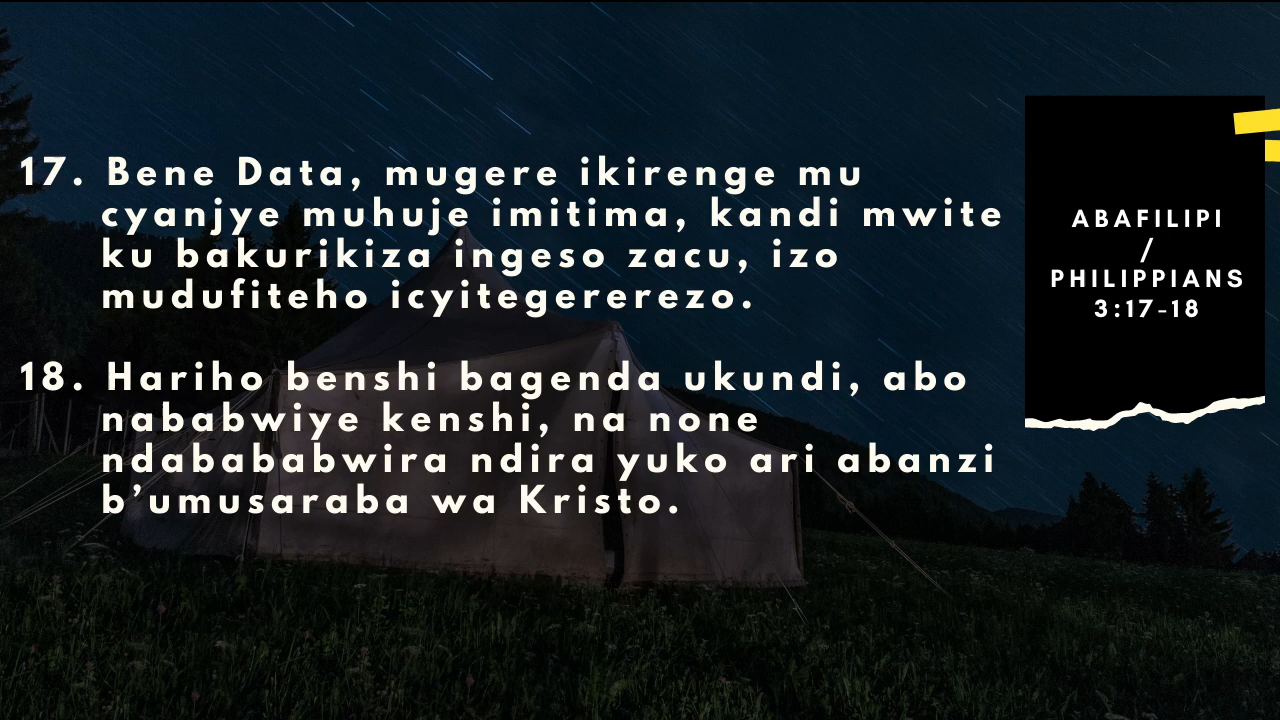 17. Bene Data, mugere ikirenge mu
cyanjye muhuje imitima, kandi mwite
ku bakurikiza ingeso zacu, izo
mudufiteho icyitegererezo.
18. Hariho benshi bagenda ukundi, abo
nababwiye kenshi, na none
ndabababwira ndira yuko ari abanzi
b’umusaraba wa Kristo.
ABAFILIPI
/
PHILIPPIANS
3:17-18